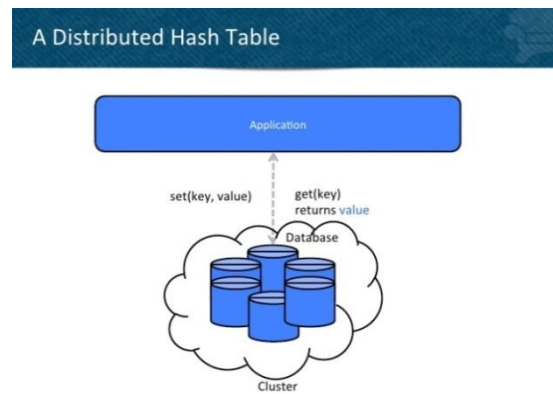 A Distributed Hash Table
Application
set(key, value)
get(key)
returns value
Database
Cluster